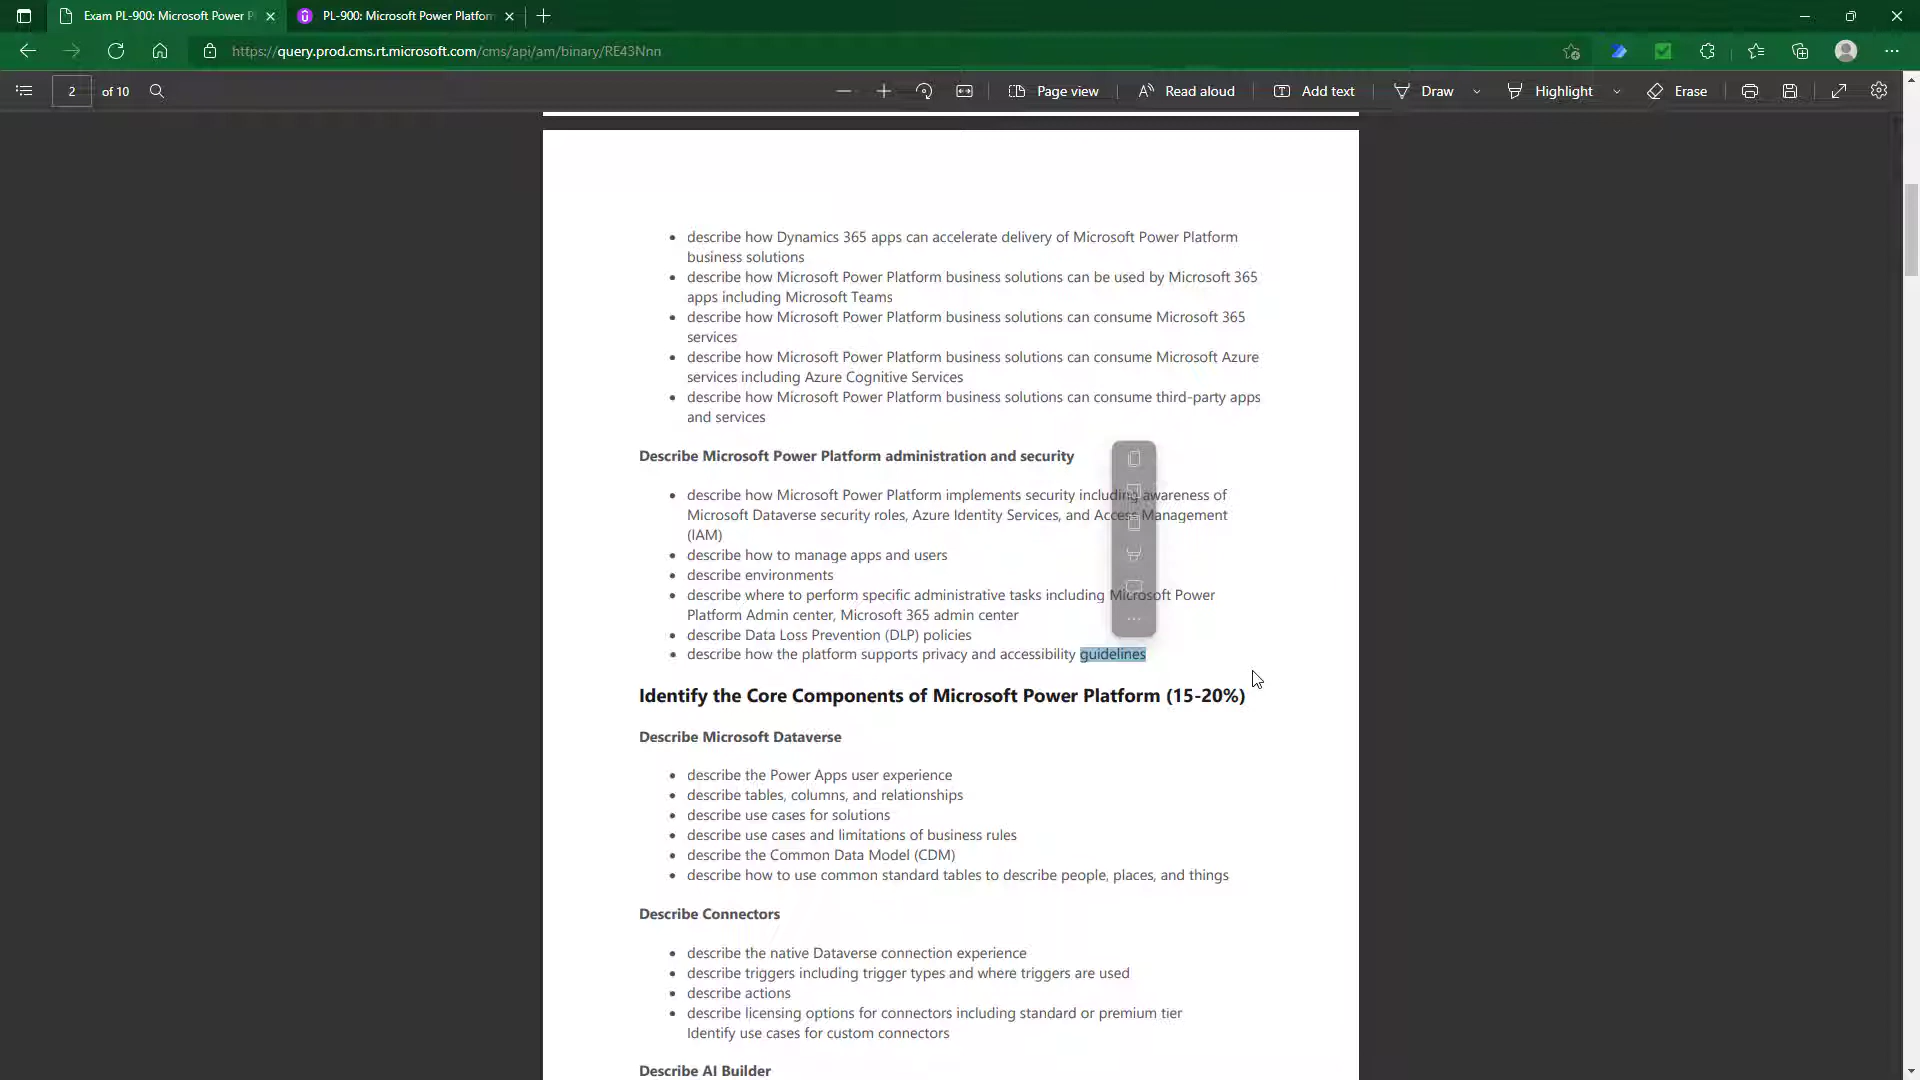 Exam PL-900: Microsoft Power P
PL-900: Microsoft Power Platform
https://query.prod.cms.rt.microsoft.com/cms/api/am/binary/RE43Nnn
2 of 10
Page view
Read aloud
Add text
Draw
Highlight
Erase
• describe how Dynamics 365 apps can accelerate delivery of Microsoft Power Platform
business solutions
• describe how Microsoft Power Platform business solutions can be used by Microsoft 365
apps including Microsoft Teams
• describe how Microsoft Power Platform business solutions can consume Microsoft 365
services
• describe how Microsoft Power Platform business solutions can consume Microsoft Azure
services including Azure Cognitive Services
• describe how Microsoft Power Platform business solutions can consume third-party apps
and services
Describe Microsoft Power Platform administration and security
• describe how Microsoft Power Platform implements security including awareness of
Microsoft Dataverse security roles, Azure Identity Services, and Access Management
(IAM)
• describe how to manage apps and users
• describe environments
• describe where to perform specific administrative tasks including Microsoft Power
Platform Admin center, Microsoft 365 admin center
• describe Data Loss Prevention (DLP) policies
• describe how the platform supports privacy and accessibility guidelines
Identify the Core Components of Microsoft Power Platform (15-20%)
Describe Microsoft Dataverse
• describe the Power Apps user experience
• describe tables, columns, and relationships
• describe use cases for solutions
• describe use cases and limitations of business rules
• describe the Common Data Model (CDM)
• describe how to use common standard tables to describe people, places, and things
Describe Connectors
• describe the native Dataverse connection experience
• describe triggers including trigger types and where triggers are used
• describe actions
• describe licensing options for connectors including standard or premium tier
Identify use cases for custom connectors
Describe AI Builder